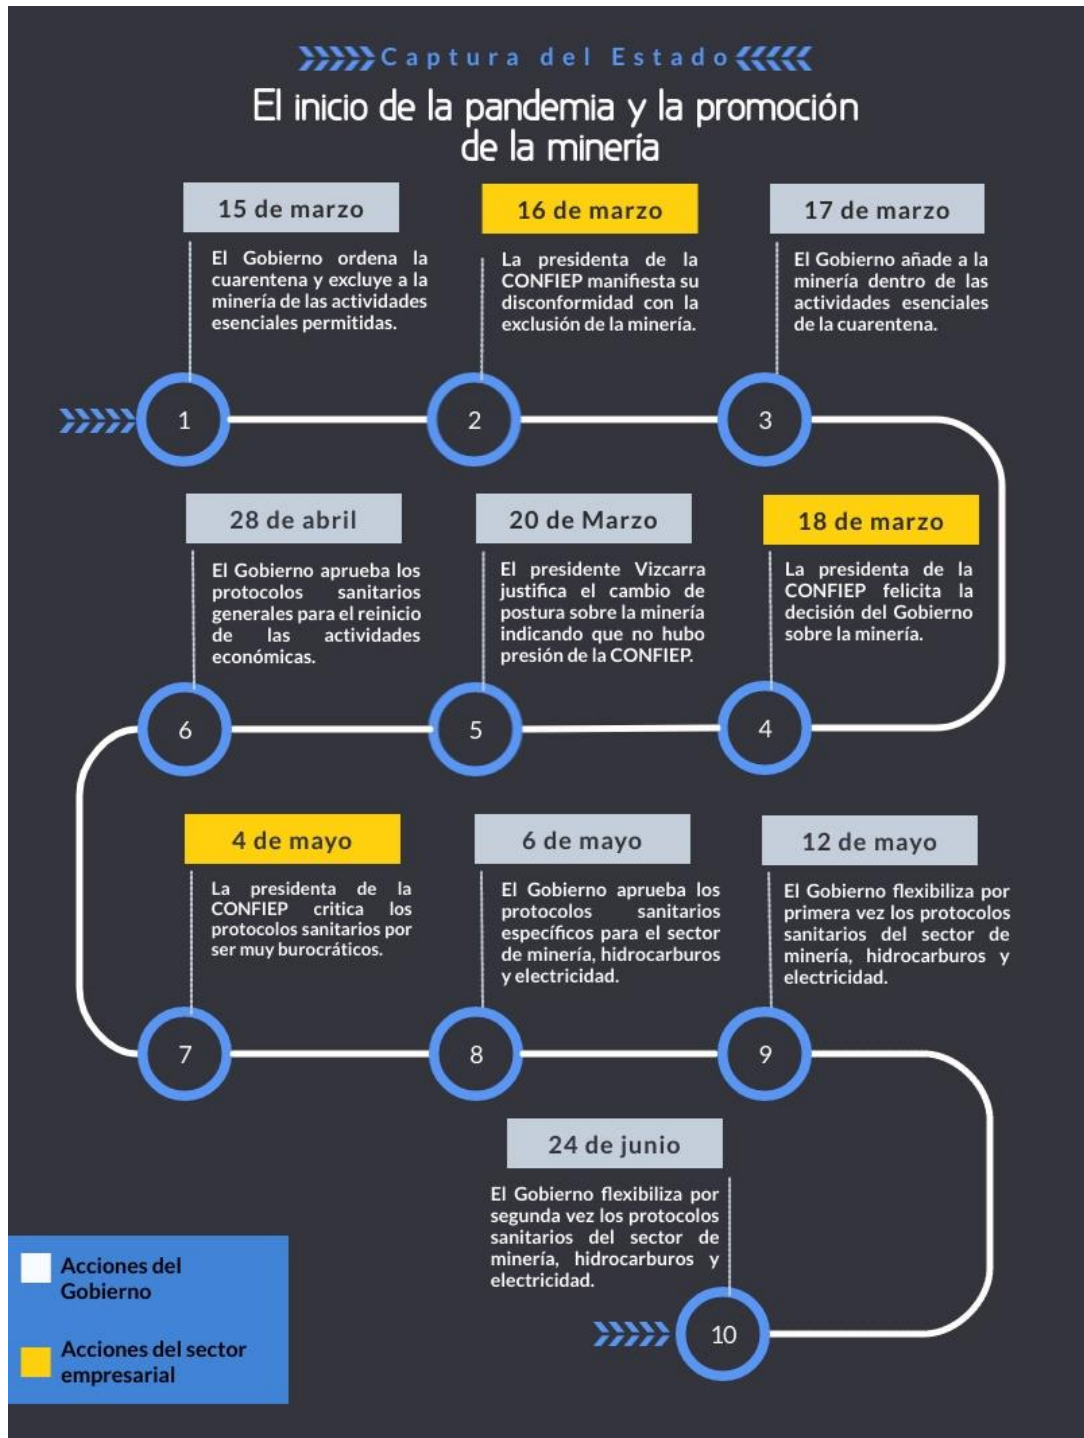 Captura del Estado
El inicio de la pandemia y la promoción
de la minería
15 de marzo
El Gobierno ordena la
cuarentena y excluye a la
minería de las actividades
esenciales permitidas.
1
16 de marzo
La presidenta de la
CONFIEP manifiesta su
disconformidad con la
exclusión de la minería.
2
17 de marzo
El Gobierno añade a la
minería dentro de las
actividades esenciales
de la cuarentena.
3
18 de marzo
La presidenta de la
CONFIEP felicita la
decisión del Gobierno
sobre la minería.
4
20 de Marzo
El presidente Vizcarra
justifica el cambio de
postura sobre la minería
indicando que no hubo
presión de la CONFIEP.
5
28 de abril
El Gobierno aprueba los
protocolos sanitarios
generales para el reinicio
de las actividades
económicas.
6
4 de mayo
La presidenta de la
CONFIEP critica los
protocolos sanitarios por
ser muy burocráticos.
7
6 de mayo
El Gobierno aprueba los
protocolos sanitarios
específicos para el sector
de minería, hidrocarburos
y electricidad.
8
12 de mayo
El Gobierno flexibiliza por
primera vez los protocolos
sanitarios del sector de
minería, hidrocarburos y
electricidad.
9
24 de junio
El Gobierno flexibiliza por
segunda vez los protocolos
sanitarios del sector de
minería, hidrocarburos y
electricidad.
10
Acciones del
Gobierno
Acciones del sector
empresarial